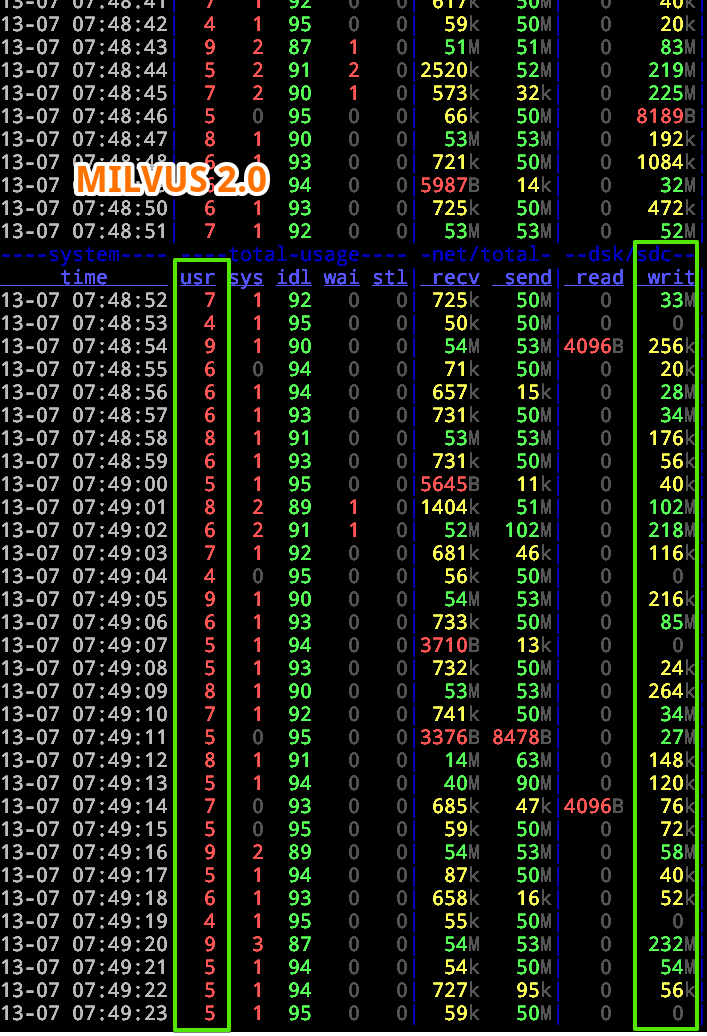 13-07 07:48:41 7 1 92 0 0 617k 50M 0 40k
13-07 07:48:42 4 1 95 0 0 59k 50M 0 20k
13-07 07:48:43 9 2 87 1 0 51M 51M 0 83M
13-07 07:48:44 5 2 91 2 0 2520k 52M 0 219M
13-07 07:48:45 7 2 90 1 0 573k 32k 0 225M
13-07 07:48:46 5 0 95 0 0 66k 50M 0 8189B
13-07 07:48:47 8 1 90 0 0 53M 53M 0 192k
13-07 07:48:48 6 1 93 0 0 721k 50M 0 1084k
MILVUS 2.0
94 0 0 5987B 14k 0 32M
13-07 07:48:50 6 1 93 0 0 725k 50M 0 472k
13-07 07:48:51 7 1 92 0 0 53M 53M 0 52M
----system---- ----total-usage---- -net/total- --dsk/sdc--
time usr sys idl wai stl recv send read writ
13-07 07:48:52 7 1 92 0 0 725k 50M 0 33M
13-07 07:48:53 4 1 95 0 0 50k 50M 0 0
13-07 07:48:54 9 1 90 0 0 54M 53M 4096B 256k
13-07 07:48:55 6 0 94 0 0 71k 50M 0 20k
13-07 07:48:56 6 1 94 0 0 657k 15k 0 28M
13-07 07:48:57 6 1 93 0 0 731k 50M 0 34M
13-07 07:48:58 8 1 91 0 0 53M 53M 0 176k
13-07 07:48:59 6 1 93 0 0 731k 50M 0 56k
13-07 07:49:00 5 1 95 0 0 5645B 11k 0 40k
13-07 07:49:01 8 2 89 1 0 1404k 51M 0 102M
13-07 07:49:02 6 2 91 1 0 52M 102M 0 218M
13-07 07:49:03 7 1 92 0 0 681k 46k 0 116k
13-07 07:49:04 4 0 95 0 0 56k 50M 0 0
13-07 07:49:05 9 1 90 0 0 54M 53M 0 216k
13-07 07:49:06 6 1 93 0 0 733k 50M 0 85M
13-07 07:49:07 5 1 94 0 0 3710B 13k 0 0
13-07 07:49:08 5 1 93 0 0 732k 50M 0 24k
13-07 07:49:09 8 1 90 0 0 53M 53M 0 264k
13-07 07:49:10 7 1 92 0 0 741k 50M 0 34M
13-07 07:49:11 5 0 95 0 0 3376B 8478B 0 27M
13-07 07:49:12 8 1 91 0 0 14M 63M 0 148k
13-07 07:49:13 5 1 94 0 0 40M 90M 0 120k
13-07 07:49:14 7 0 93 0 0 685k 47k 4096B 76k
13-07 07:49:15 5 0 95 0 0 59k 50M 0 72k
13-07 07:49:16 9 2 89 0 0 54M 53M 0 58M
13-07 07:49:17 5 1 94 0 0 87k 50M 0 40k
13-07 07:49:18 6 1 93 0 0 658k 16k 0 52k
13-07 07:49:19 4 1 95 0 0 55k 50M 0 0
13-07 07:49:20 9 3 87 0 0 54M 53M 0 232M
13-07 07:49:21 5 1 94 0 0 54k 50M 0 54M
13-07 07:49:22 5 1 94 0 0 727k 95k 0 56k
13-07 07:49:23 5 1 95 0 0 59k 50M 0 0